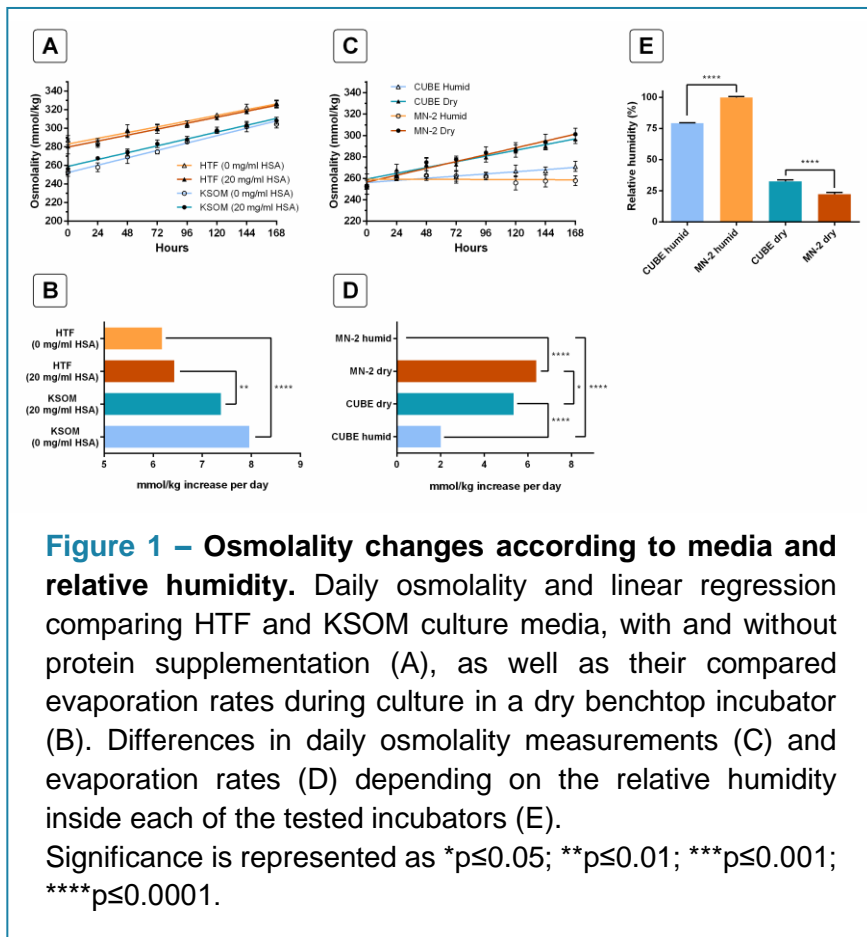 A
Osmolality (mmol/kg)
340
320
300
280
260
240
220
200
0 24 48 72 96 120 144 168
Hours
HTF (0 mg/ml HSA)
HTF (20 mg/ml HSA)
KSOM (0 mg/ml HSA)
KSOM (20 mg/ml HSA)
C
Osmolality (mmol/kg)
340
320
300
280
260
240
220
0 24 48 72 96 120 144 168
Hours
CUBE Humid
CUBE Dry
MN-2 Humid
MN-2 Dry
E
Relative humidity (%)
100
75
50
25
0
****
****
CUBE humid
MN-2 humid
CUBE dry
MN-2 dry
B
HTF
(0 mg/ml HSA)
HTF
(20 mg/ml HSA)
KSOM
(20 mg/ml HSA)
KSOM
(0 mg/ml HSA)
**
****
5 6 7 8 9
mmol/kg increase per day
D
MN-2 humid
MN-2 dry
CUBE dry
CUBE humid
****
*
****
****
0 2 4 6 8
mmol/kg increase per day
Figure 1 – Osmolality changes according to media and
relative humidity. Daily osmolality and linear regression
comparing HTF and KSOM culture media, with and without
protein supplementation (A), as well as their compared
evaporation rates during culture in a dry benchtop incubator
(B). Differences in daily osmolality measurements (C) and
evaporation rates (D) depending on the relative humidity
inside each of the tested incubators (E).
Significance is represented as *p≤0.05; **p≤0.01; ***p≤0.001;
****p≤0.0001.